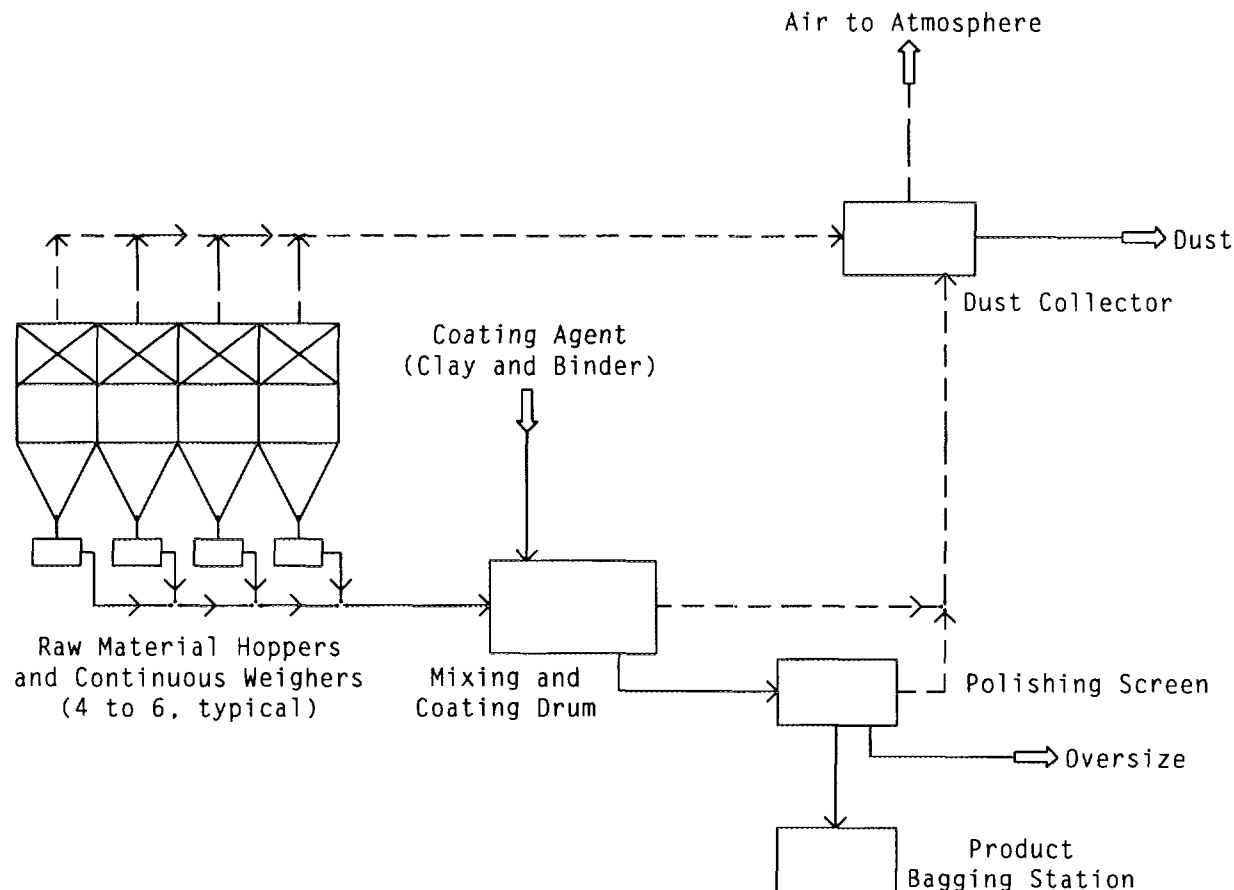 Air to Atmosphere
Dust
Dust Collector
Coating Agent
(Clay and Binder)
Raw Material Hoppers
and Continuous Weighers
(4 to 6, typical)
Mixing and
Coating Drum
Polishing Screen
Oversize
Product
Bagging Station